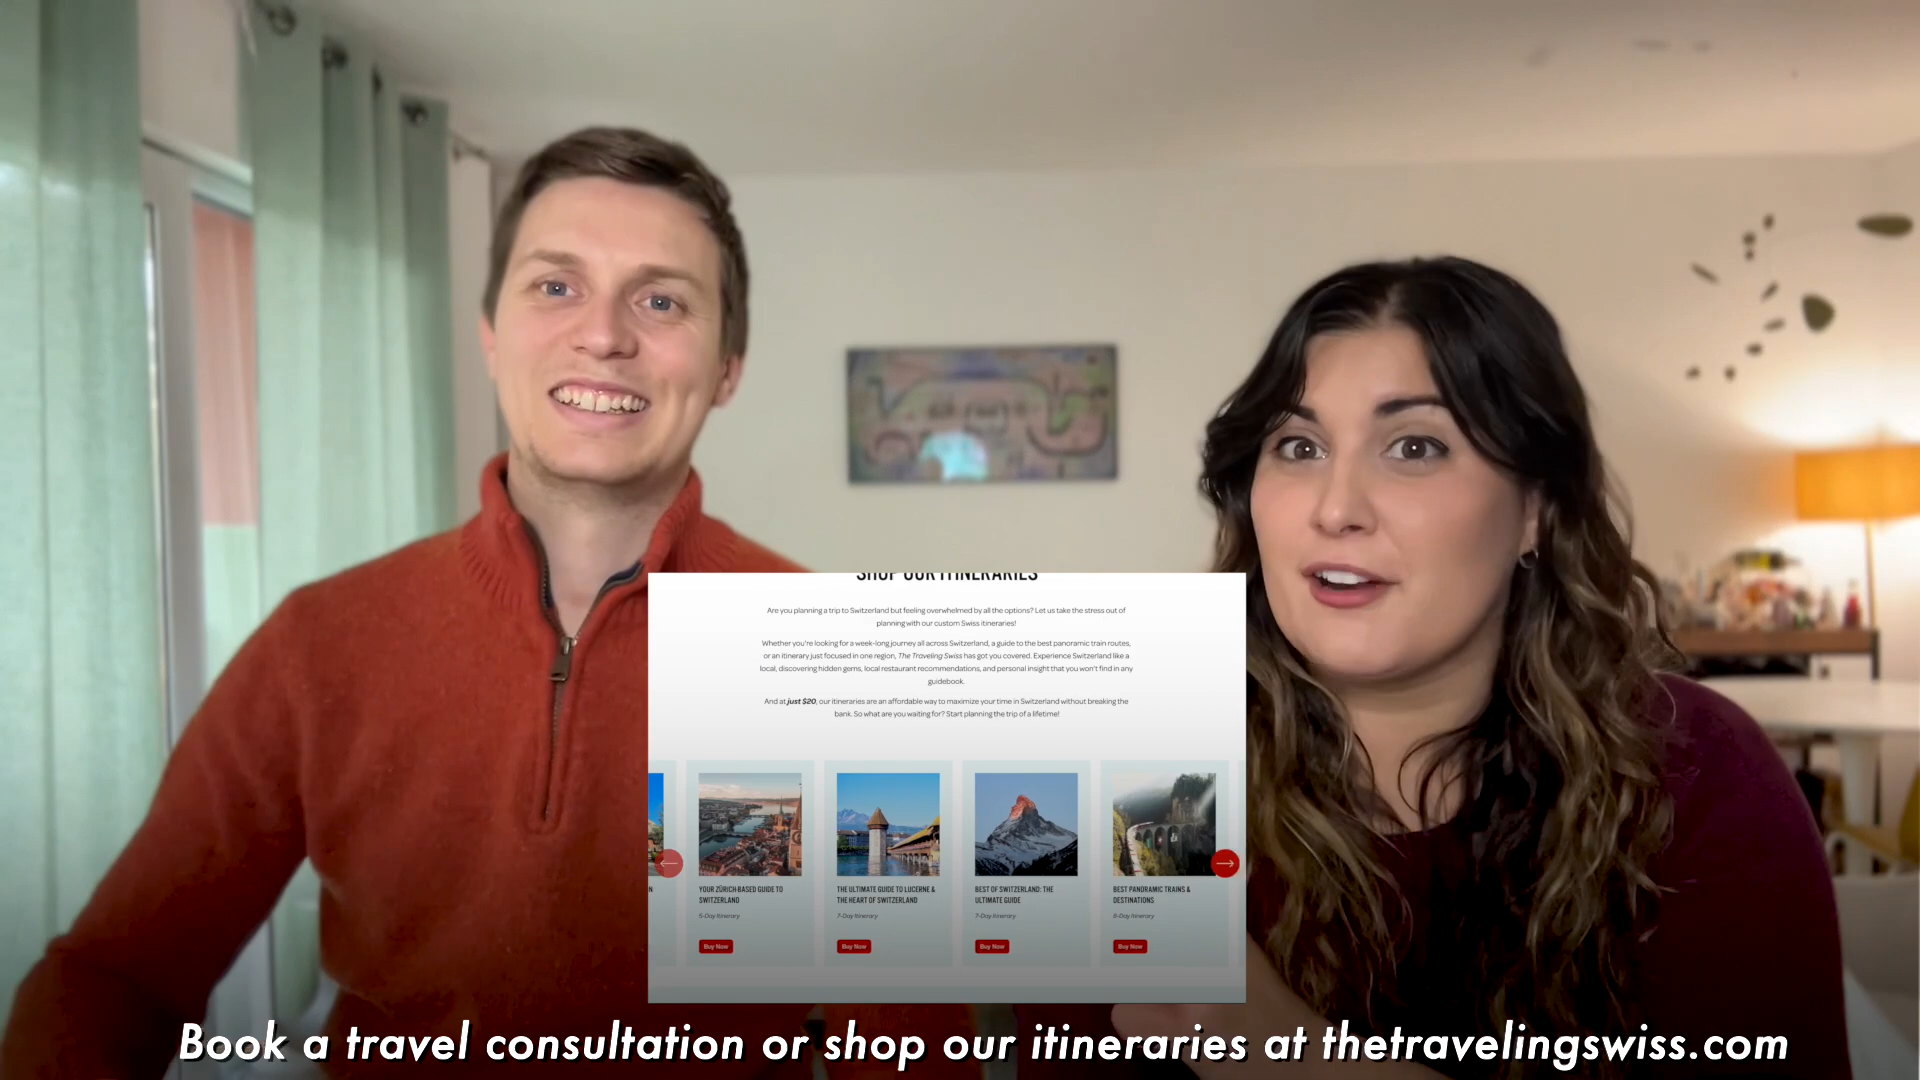 SHOP OUR ITINERARIES
Are you planning a trip to Switzerland but feeling overwhelmed by all the options? Let us take the stress out of
planning with our custom Swiss itineraries!
Whether you're looking for a week-long journey all across Switzerland, a guide to the best panoramic train routes,
or an itinerary just focused in one region, The Traveling Swiss has got you covered. Experience Switzerland like a
local, discovering hidden gems, local restaurant recommendations, and personal insight that you won't find in any
guidebook.
And at just $20, our itineraries are an affordable way to maximize your time in Switzerland without breaking the
bank. So what are you waiting for? Start planning the trip of a lifetime!
N
YOUR ZÜRICH-BASED GUIDE TO
SWITZERLAND
5-Day Itinerary
Buy Now
THE ULTIMATE GUIDE TO LUCERNE &
THE HEART OF SWITZERLAND
7-Day Itinerary
Buy Now
BEST OF SWITZERLAND: THE
ULTIMATE GUIDE
7-Day Itinerary
Buy Now
BEST PANORAMIC TRAINS &
DESTINATIONS
8-Day Itinerary
Buy Now
Book a travel consultation or shop our itineraries at thetravelingswiss.com